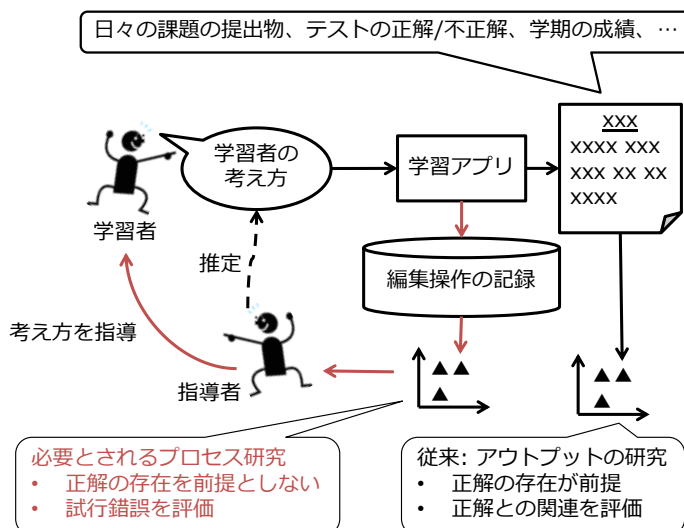 日々の課題の提出物、テストの正解/不正解、学期の成績、…
xxx
xxxx xxx
xxx xx xx
xxxx
学習者の
考え方
学習アプリ
学習者
推定
編集操作の記録
考え方を指導
指導者
必要とされるプロセス研究
• 正解の存在を前提としない
• 試行錯誤を評価
従来: アウトプットの研究
• 正解の存在が前提
• 正解との関連を評価